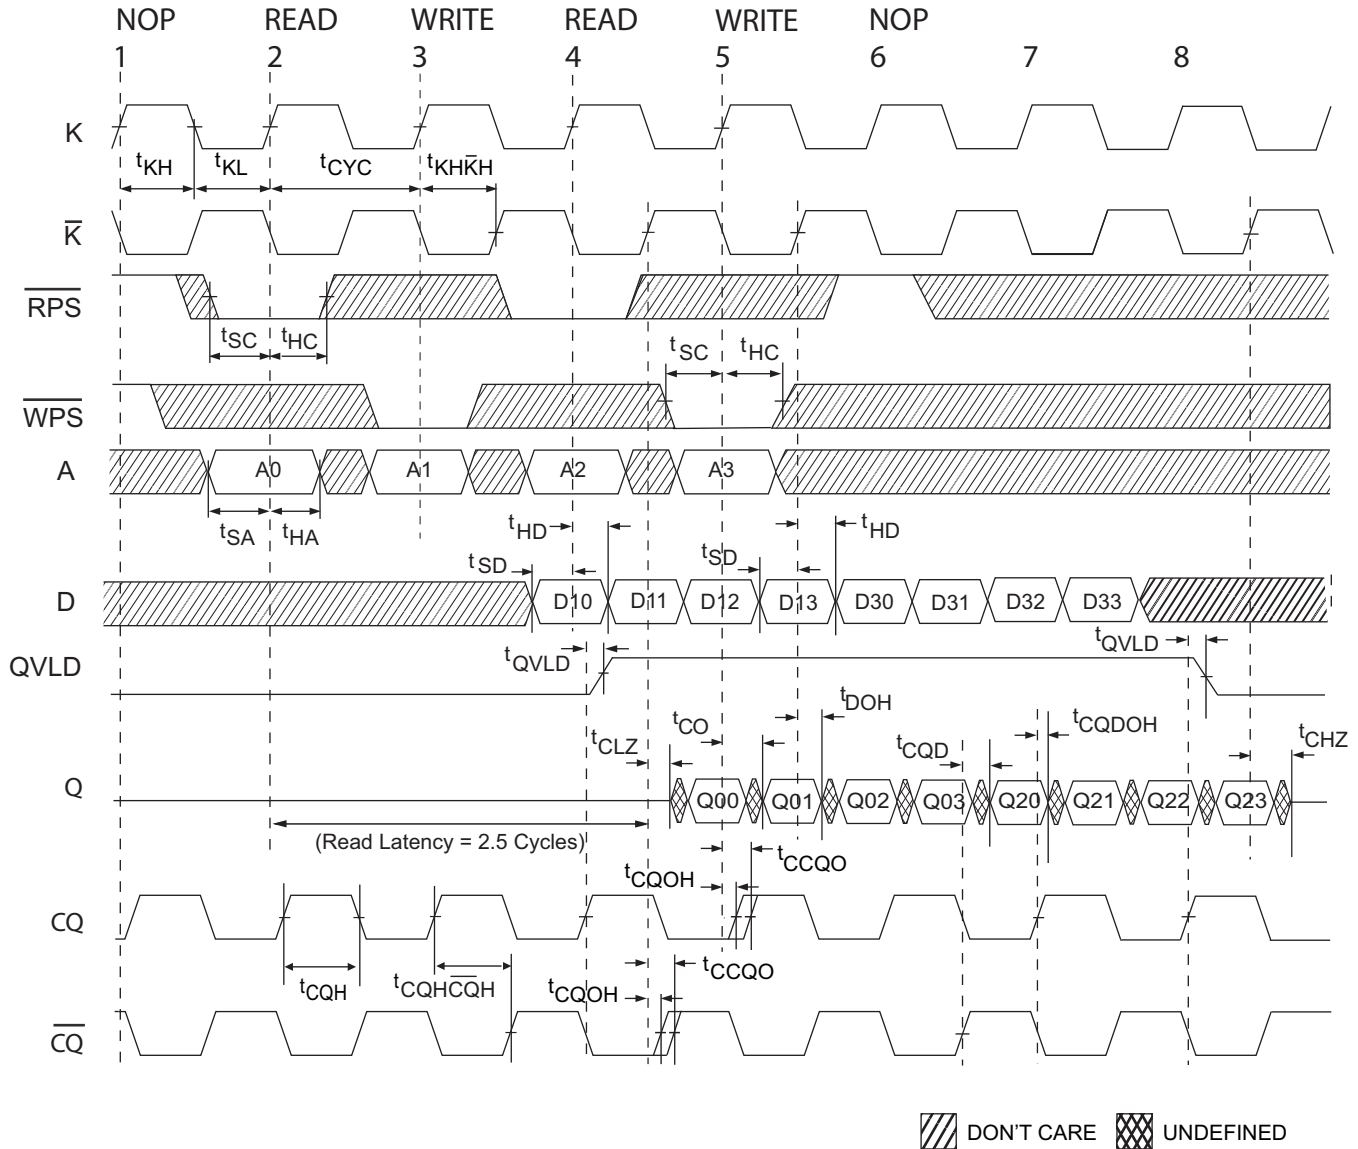 NOP READ WRITE READ WRITE NOP
1 2 3 4 5 6 7 8
K
tKH tKL tCYC tKHK̅H
K̅
R̅P̅S̅
tSC tHC tSC tHC
W̅P̅S̅
A A0 A1 A2 A3
tSA tHA tHD tHD
tSD tSD
D D10 D11 D12 D13 D30 D31 D32 D33
QVLD tQVLD tQVLD
tCLZ tCO tDOH tCQD tCQDOH tCHZ
Q Q00 Q01 Q02 Q03 Q20 Q21 Q22 Q23
(Read Latency = 2.5 Cycles)
tCQOH tCCQO
CQ
tCQH tCQHC̅Q̅H tCQOH tCCQO
C̅Q̅
DON'T CARE UNDEFINED